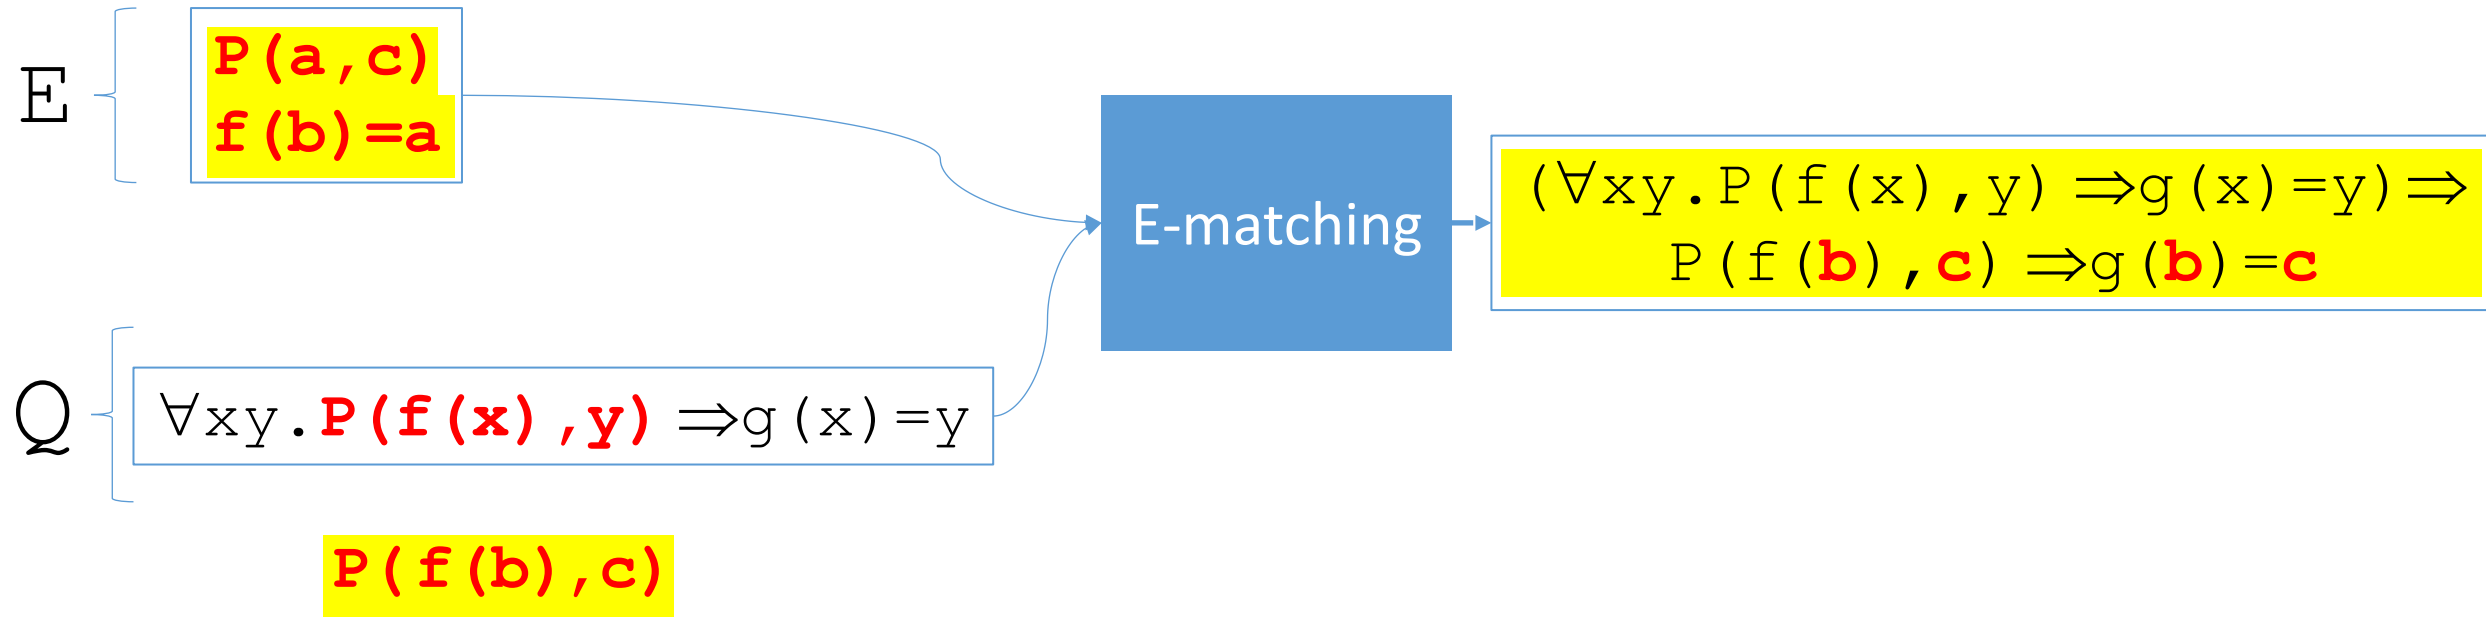 E
P(a,c)
f(b)=a
E-matching
(∀xy.P(f(x),y)⇒g(x)=y)⇒
P(f(b),c)⇒g(b)=c
Q
∀xy.P(f(x),y)⇒g(x)=y
P(f(b),c)